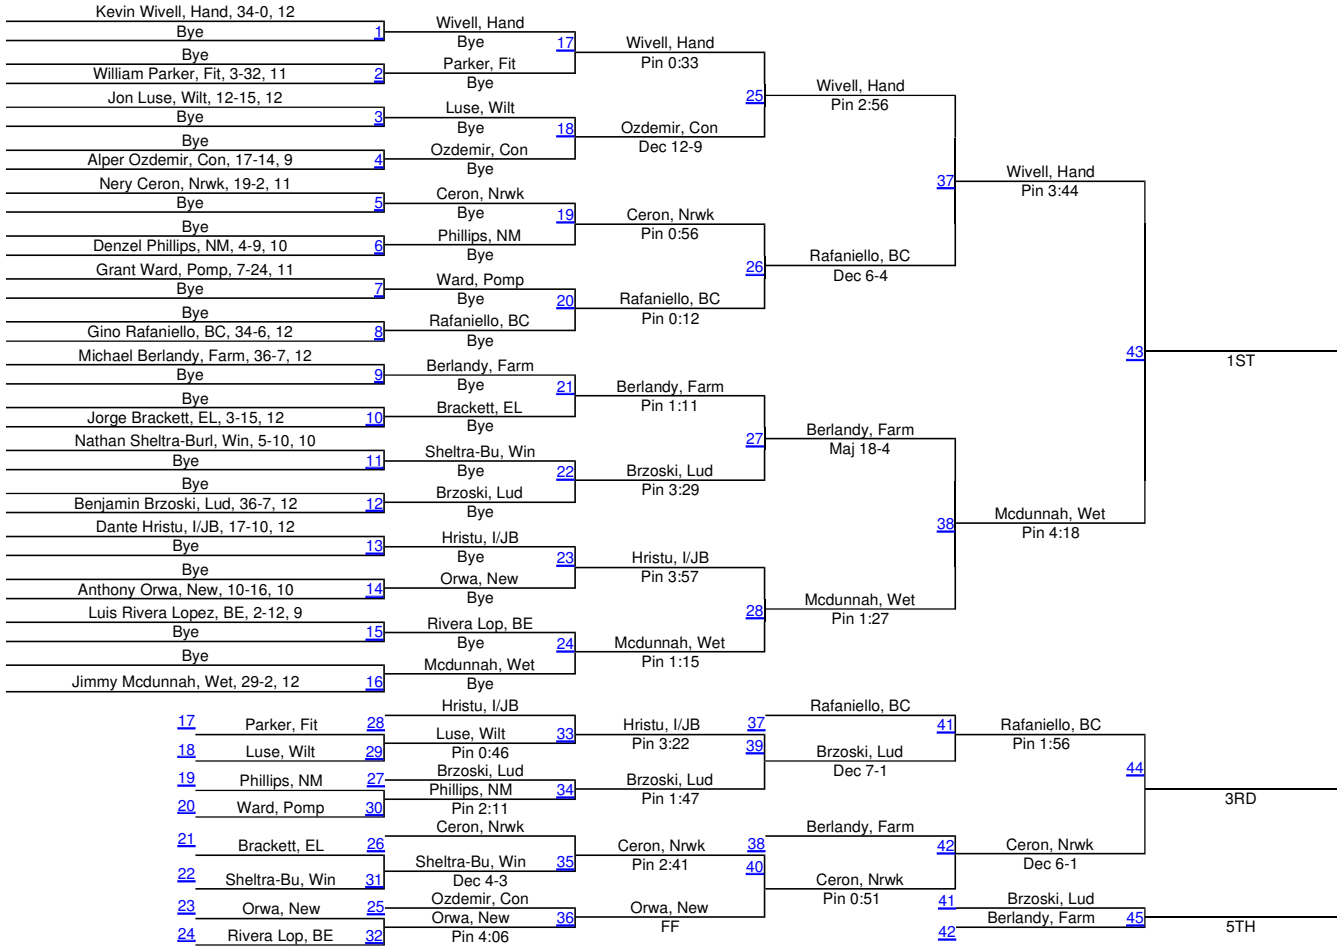 Kevin Wivell, Hand, 34-0, 12
Bye
1
Bye
William Parker, Fit, 3-32, 11
2
Jon Luse, Wilt, 12-15, 12
Bye
3
Bye
Alper Ozdemir, Con, 17-14, 9
4
Nery Ceron, Nrwk, 19-2, 11
Bye
5
Bye
Denzel Phillips, NM, 4-9, 10
6
Grant Ward, Pomp, 7-24, 11
Bye
7
Bye
Gino Rafaniello, BC, 34-6, 12
8
Michael Berlandy, Farm, 36-7, 12
Bye
9
Bye
Jorge Brackett, EL, 3-15, 12
10
Nathan Sheltra-Burl, Win, 5-10, 10
Bye
11
Bye
Benjamin Brzoski, Lud, 36-7, 12
12
Dante Hristu, I/JB, 17-10, 12
Bye
13
Bye
Anthony Orwa, New, 10-16, 10
14
Luis Rivera Lopez, BE, 2-12, 9
Bye
15
Bye
Jimmy Mcdunnah, Wet, 29-2, 12
16
Wivell, Hand
Bye
17
Parker, Fit
Bye
Luse, Wilt
Bye
18
Ozdemir, Con
Bye
Ceron, Nrwk
Bye
19
Phillips, NM
Bye
Ward, Pomp
Bye
20
Rafaniello, BC
Bye
Berlandy, Farm
Bye
21
Brackett, EL
Bye
Sheltra-Bu, Win
Bye
22
Brzoski, Lud
Bye
Hristu, I/JB
Bye
23
Orwa, New
Bye
Rivera Lop, BE
Bye
24
Mcdunnah, Wet
Bye
Wivell, Hand
Pin 0:33
25
Ozdemir, Con
Dec 12-9
Ceron, Nrwk
Pin 0:56
26
Rafaniello, BC
Pin 0:12
Berlandy, Farm
Pin 1:11
27
Brzoski, Lud
Pin 3:29
Hristu, I/JB
Pin 3:57
28
Mcdunnah, Wet
Pin 1:15
Wivell, Hand
Pin 2:56
37
Rafaniello, BC
Dec 6-4
Berlandy, Farm
Maj 18-4
38
Mcdunnah, Wet
Pin 1:27
Wivell, Hand
Pin 3:44
43
Mcdunnah, Wet
Pin 4:18
1ST
17
Parker, Fit
28
18
Luse, Wilt
29
19
Phillips, NM
27
20
Ward, Pomp
30
21
Brackett, EL
26
22
Sheltra-Bu, Win
31
23
Orwa, New
25
24
Rivera Lop, BE
32
Hristu, I/JB
Luse, Wilt
33
Pin 0:46
Brzoski, Lud
Phillips, NM
34
Pin 2:11
Ceron, Nrwk
Sheltra-Bu, Win
35
Dec 4-3
Ozdemir, Con
Orwa, New
36
Pin 4:06
Hristu, I/JB
37
Pin 3:22
39
Brzoski, Lud
Pin 1:47
Ceron, Nrwk
38
Pin 2:41
40
Orwa, New
FF
Rafaniello, BC
41
Brzoski, Lud
Dec 7-1
Berlandy, Farm
42
Ceron, Nrwk
Pin 0:51
Rafaniello, BC
Pin 1:56
44
Ceron, Nrwk
Dec 6-1
3RD
41
Brzoski, Lud
42
Berlandy, Farm
45
5TH